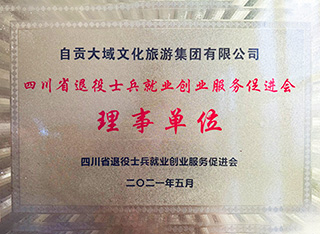 自贡大域文化旅游集团有限公司
四川省退役士兵就业创业服务促进会
理事单位
四川省退役士兵就业创业服务促进会
二〇二一年五月